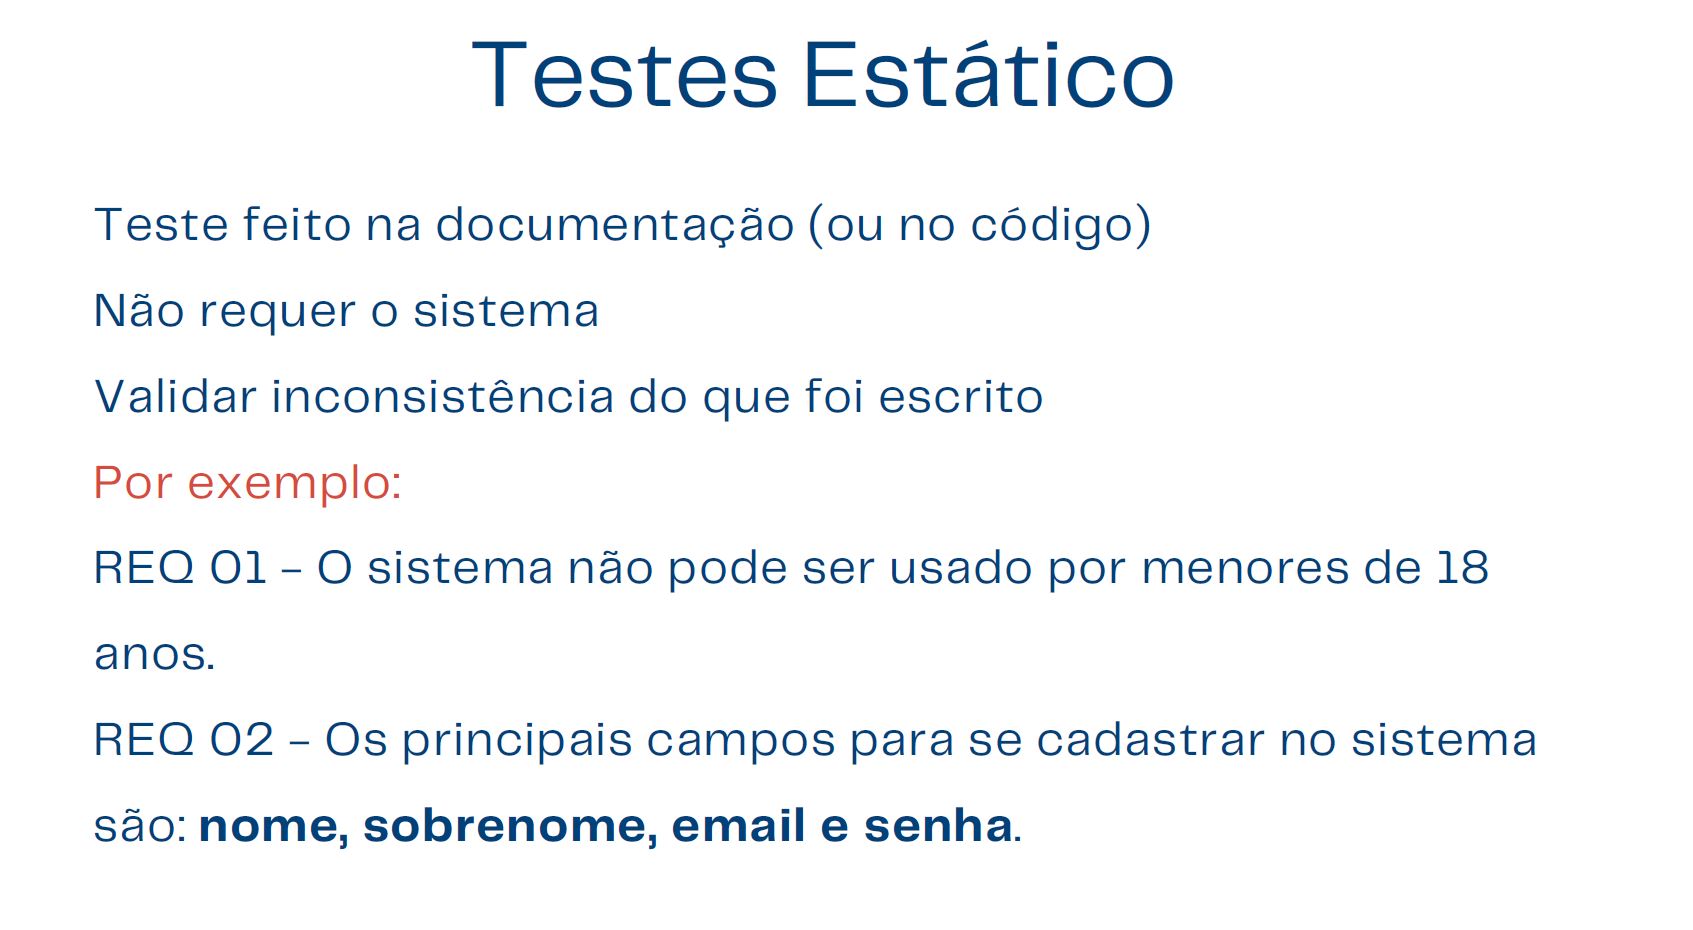 Testes Estático
Teste feito na documentação (ou no código)
Não requer o sistema
Validar inconsistência do que foi escrito
Por exemplo:
REQ 01 – O sistema não pode ser usado por menores de 18
anos.
REQ 02 – Os principais campos para se cadastrar no sistema
são: nome, sobrenome, email e senha.